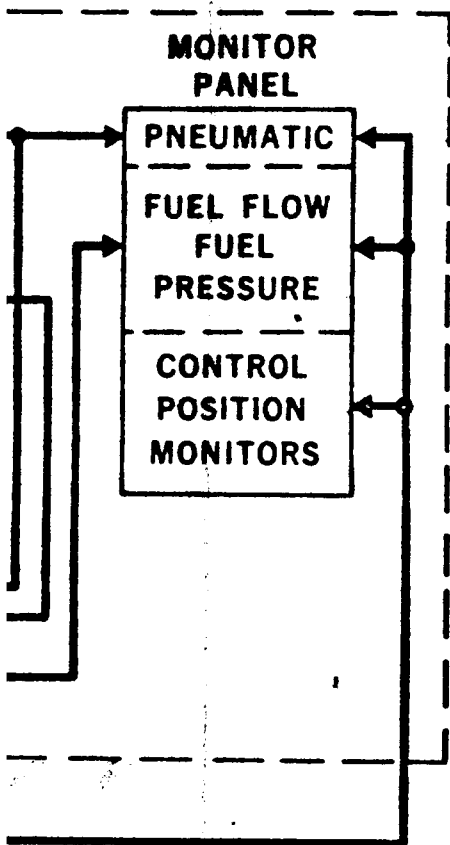 MONITOR
PANEL
PNEUMATIC
FUEL FLOW
FUEL
PRESSURE
CONTROL
POSITION
MONITORS